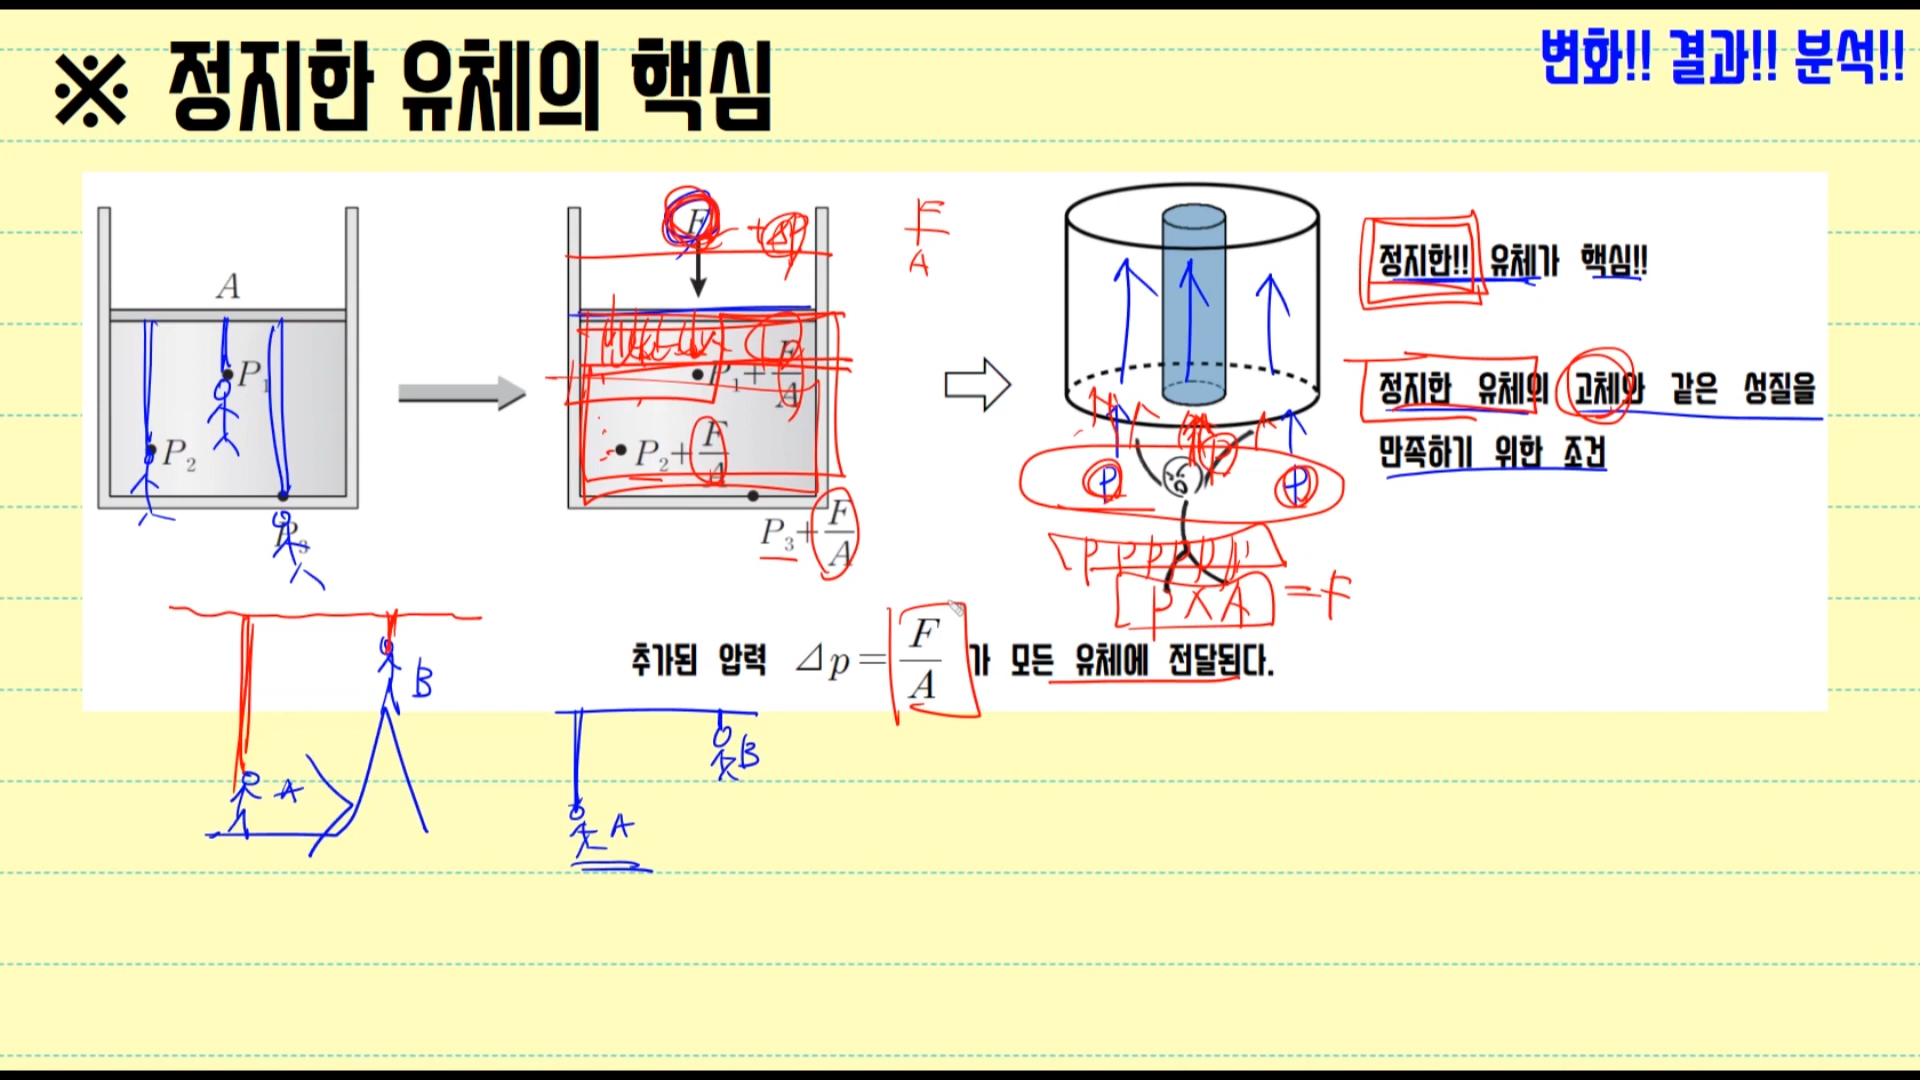 ※ 정지한 유체의 핵심
변화!! 결과!! 분석!!
A
P₁
P₂
F
+Δp
P₁+F/A
P₂+F/A
P₃+F/A
F/A
P P P
P P P P
P×A =F
정지한!! 유체가 핵심!!
정지한 유체의 고체와 같은 성질을
만족하기 위한 조건
추가된 압력 ⊿p=F/A가 모든 유체에 전달된다.
A
B
A
B